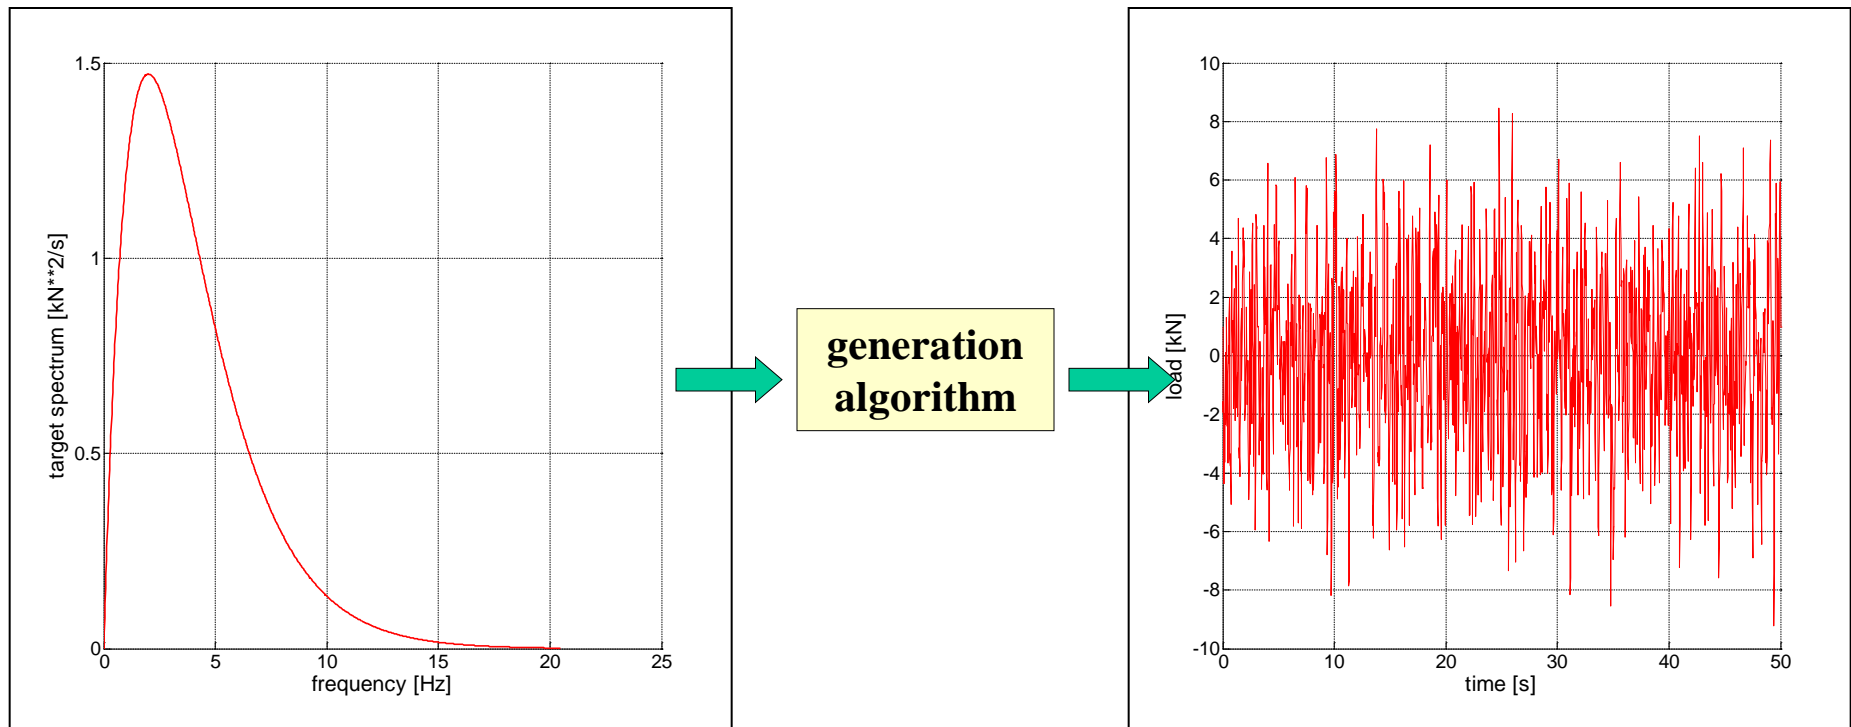 1.5
1
0.5
0
0 5 10 15 20 25
target spectrum [kN**2/s]
frequency [Hz]
generation
algorithm
10
8
6
4
2
0
-2
-4
-6
-8
-10
0 10 20 30 40 50
load [kN]
time [s]